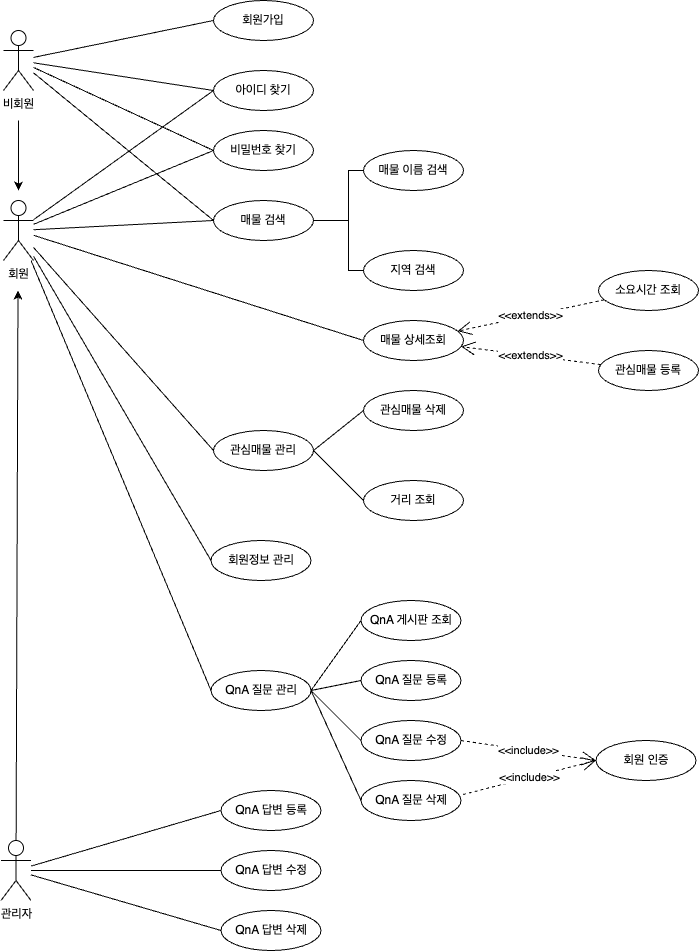 회원가입
비회원
아이디 찾기
비밀번호 찾기
매물 이름 검색
매물 검색
회원
지역 검색
소요시간 조회
<<extends>>
매물 상세조회
<<extends>>
관심매물 등록
관심매물 삭제
관심매물 관리
거리 조회
회원정보 관리
QnA 게시판 조회
QnA 질문 관리
QnA 질문 등록
QnA 질문 수정
<<include>>
회원 인증
<<include>>
QnA 질문 삭제
QnA 답변 등록
QnA 답변 수정
관리자
QnA 답변 삭제